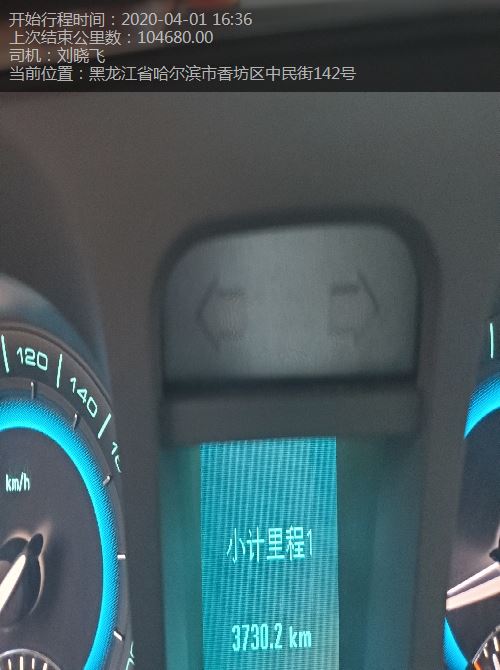 开始行程时间：2020-04-01 16:36
上次结束公里数：104680.00
司机：刘晓飞
当前位置：黑龙江省哈尔滨市香坊区中民街142号
120
140
km/h
小计里程1
3730.2 km